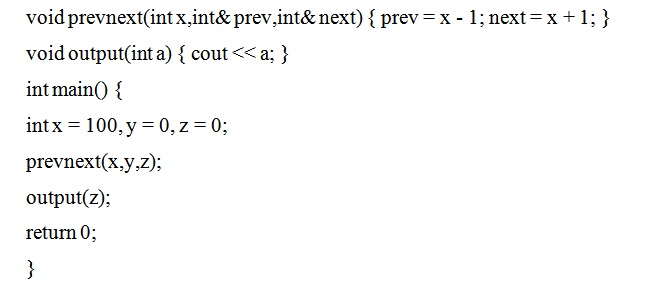 void prevnext(int x,int& prev,int& next) { prev = x - 1; next = x + 1; }
void output(int a) { cout << a; }
int main() {
int x = 100, y = 0, z = 0;
prevnext(x,y,z);
output(z);
return 0;
}